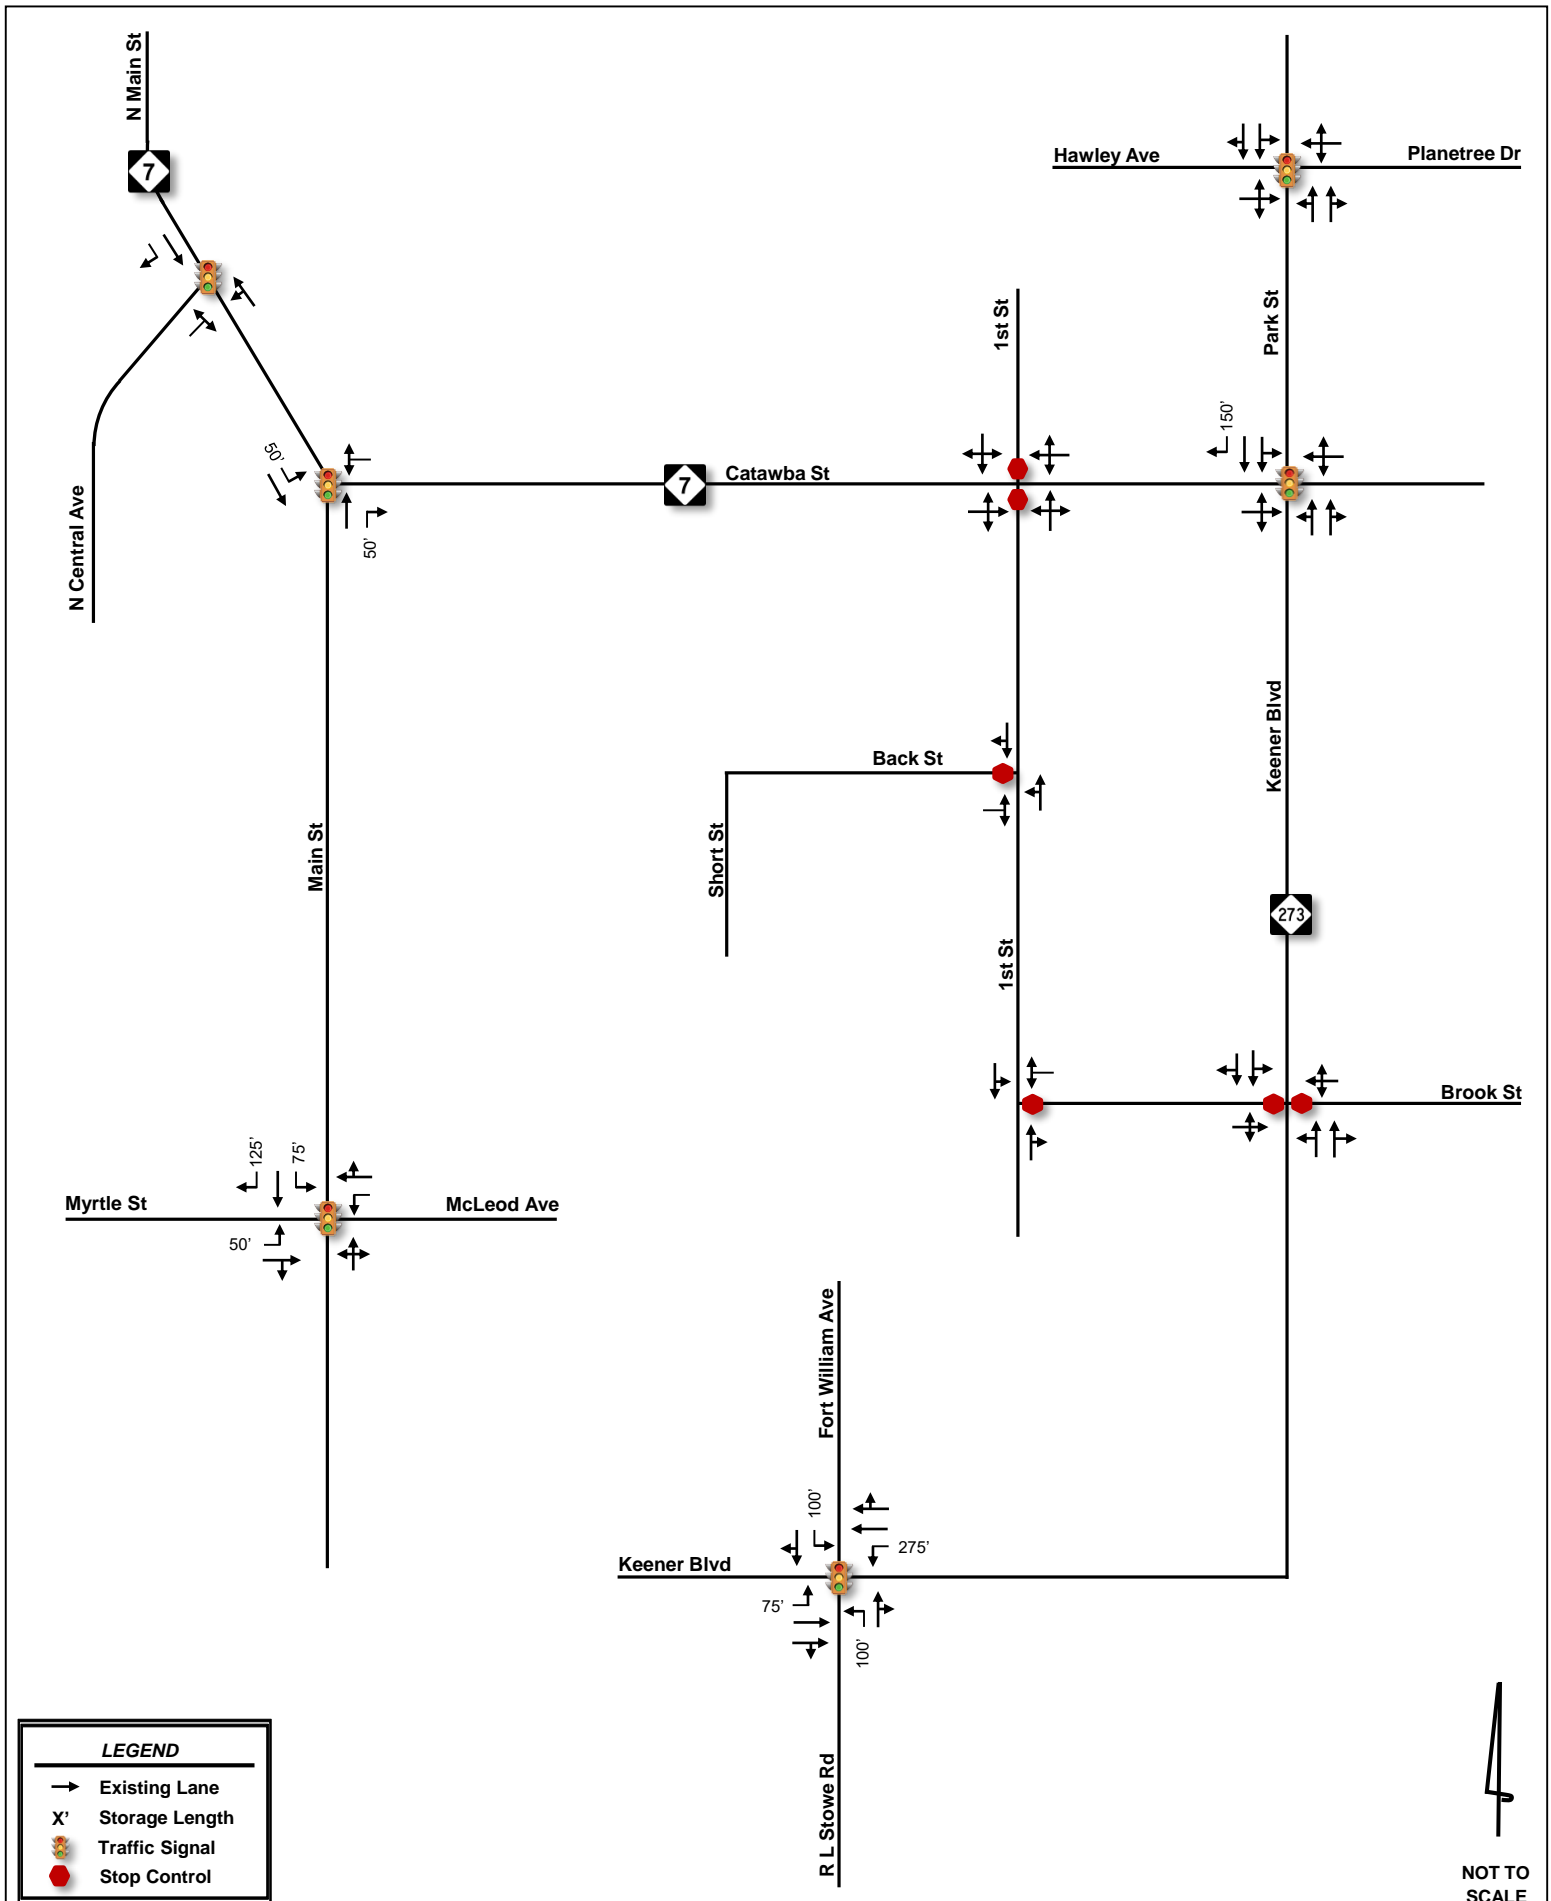 N Main St
7
Hawley Ave
Planetree Dr
1st St
Park St
150'
50'
7
Catawba St
50'
N Central Ave
Back St
Keener Blvd
Short St
Main St
273
1st St
Brook St
125'
75'
Myrtle St
McLeod Ave
50'
Fort William Ave
100'
275'
Keener Blvd
75'
100'
R L Stowe Rd
LEGEND
Existing Lane
X' Storage Length
Traffic Signal
Stop Control
NOT TO
SCALE